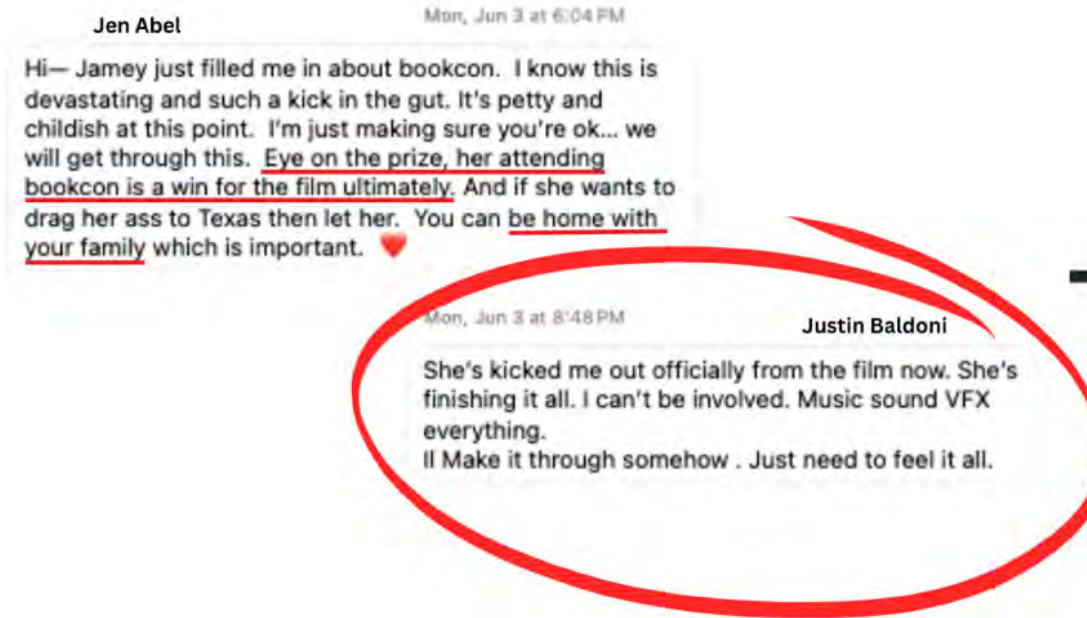 Mon, Jun 3 at 6:04 PM
Jen Abel
Hi— Jamey just filled me in about bookcon.  I know this is
devastating and such a kick in the gut. It's petty and
childish at this point.  I'm just making sure you're ok... we
will get through this.  Eye on the prize, her attending
bookcon is a win for the film ultimately. And if she wants to
drag her ass to Texas then let her.  You can be home with
your family which is important. ❤️
Mon, Jun 3 at 8:48 PM
Justin Baldoni
She's kicked me out officially from the film now. She's
finishing it all. I can't be involved. Music sound VFX
everything.
Il Make it through somehow . Just need to feel it all.